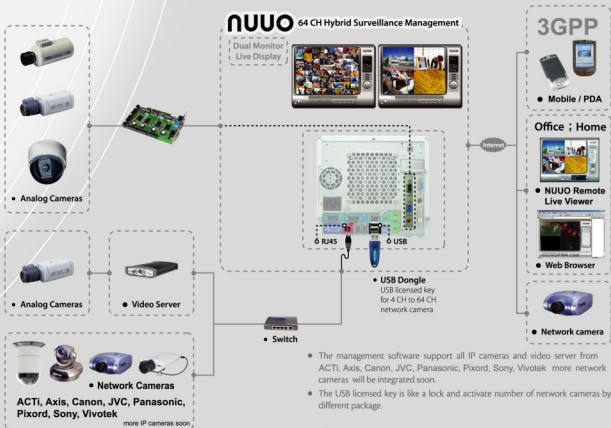 nuuo 64 CH Hybrid Surveillance Management
Dual Monitor
Live Display
3GPP
• Mobile / PDA
Office ; Home
• NUUO Remote
Live Viewer
• Web Browser
• Network camera
Internet
• Analog Cameras
RJ45
USB
• USB Dongle
USB licensed key
for 4 CH to 64 CH
network camera
• Analog Cameras
• Video Server
• Switch
• Network Cameras
ACTi, Axis, Canon, JVC, Panasonic,
Pixord, Sony, Vivotek
more IP cameras soon
• The management software support all IP cameras and video server from
ACTi, Axis, Canon, JVC, Panasonic, Pixord, Sony, Vivotek more network
cameras will be integrated soon.
• The USB licensed key is like a lock and activate number of network cameras by
different package.